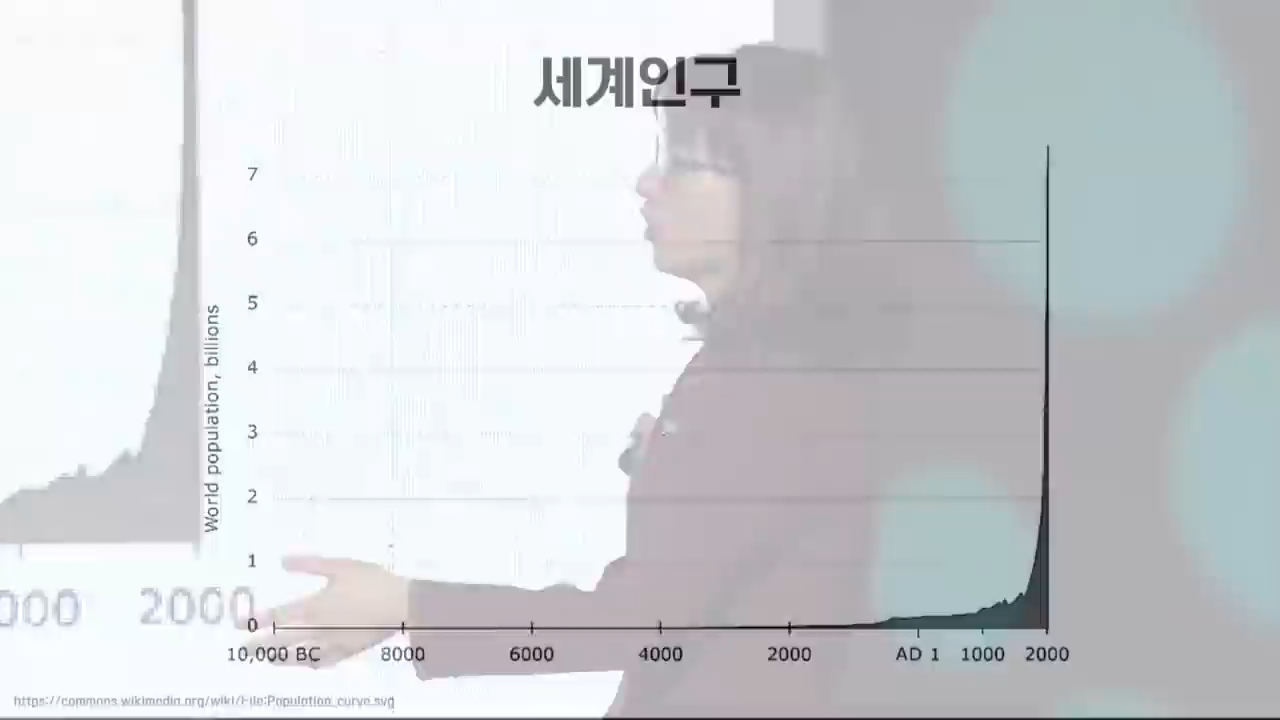 세계인구
7
6
5
4
3
2
1
0
World population, billions
10,000 BC 8000 6000 4000 2000 AD 1 1000 2000
000 2000
https://commons.wikimedia.org/wiki/File:Population_curve.svg